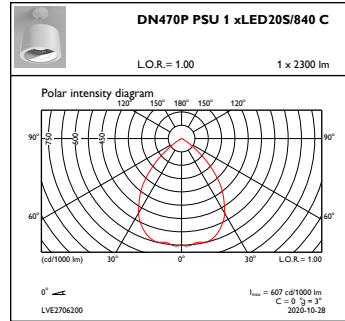 DN470P PSU 1 xLED20S/840 C
L.O.R.= 1.00 1 x 2300 lm
Polar intensity diagram
120° 150° 180° 150° 120°
90° 750 600 450 90°
60° 60°
(cd/1000 lm) 30° 0° 30° L.O.R.= 1.00
0°
Imax = 607 cd/1000 lm
C = 0 °g = 3°
LVE2706200 2020-10-28